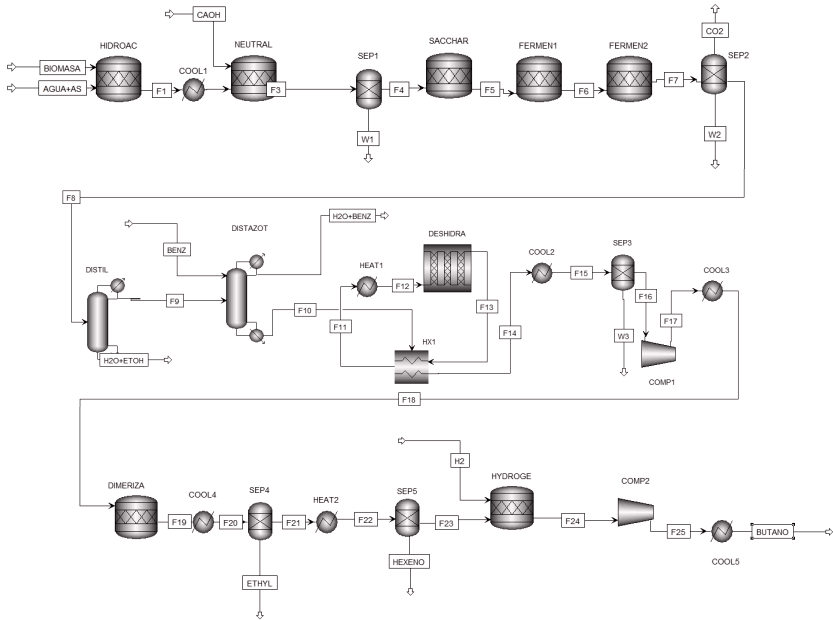 CAOH
CO2
HIDROAC
NEUTRAL
SACCHAR
FERMEN1
FERMEN2
SEP1
SEP2
COOL1
BIOMASA
AGUA+AS
F1
F3
F4
F5
F6
F7
W1
W2
F8
H2O+BENZ
DISTAZOT
BENZ
DESHIDRA
SEP3
COOL2
COOL3
HEAT1
DISTIL
F9
F10
F11
F12
F13
F14
F15
F16
F17
HX1
W3
COMP1
H2O+ETOH
F18
H2
DIMERIZA
COOL4
SEP4
HEAT2
SEP5
HYDROGE
COMP2
F19
F20
F21
F22
F23
F24
F25
BUTANO
COOL5
HEXENO
ETHYL